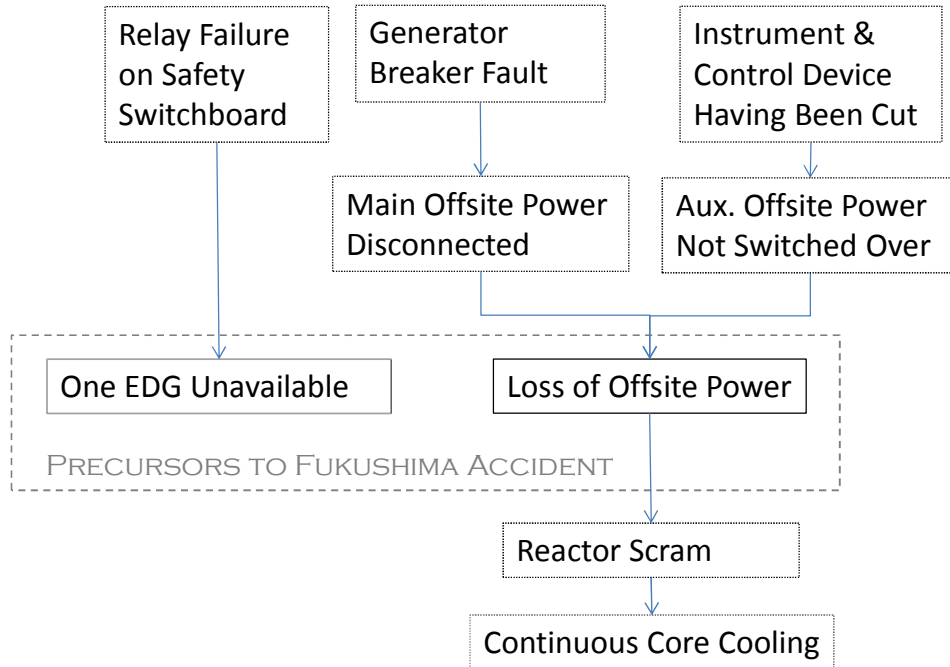 Relay Failure
on Safety
Switchboard
Generator
Breaker Fault
Instrument &
Control Device
Having Been Cut
Main Offsite Power
Disconnected
Aux. Offsite Power
Not Switched Over
One EDG Unavailable
Loss of Offsite Power
PRECURSORS TO FUKUSHIMA ACCIDENT
Reactor Scram
Continuous Core Cooling